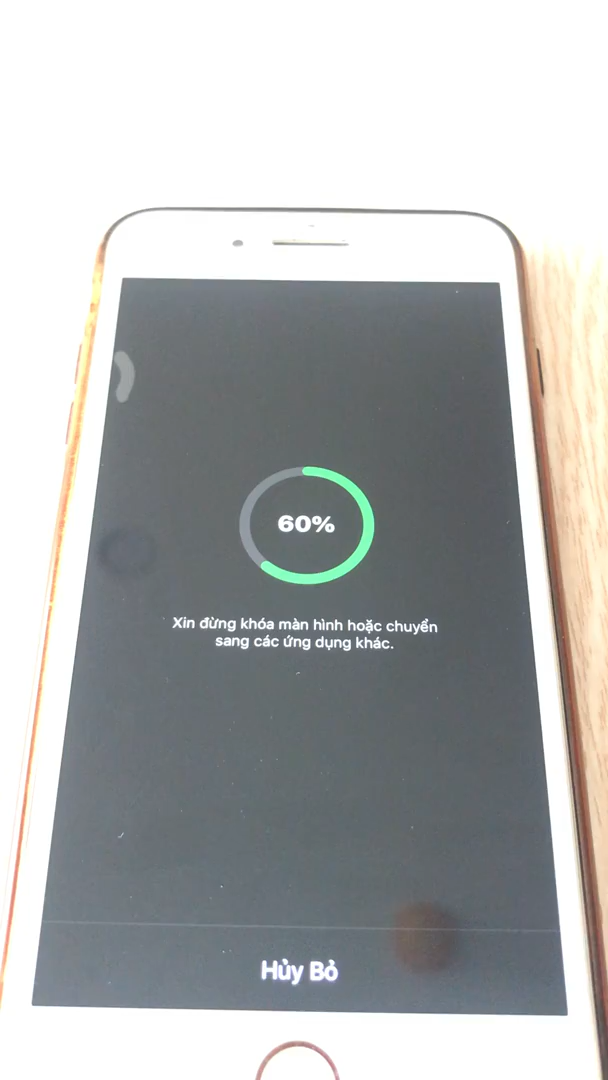 60%
Xin đừng khóa màn hình hoặc chuyển
sang các ứng dụng khác.
Hủy Bỏ